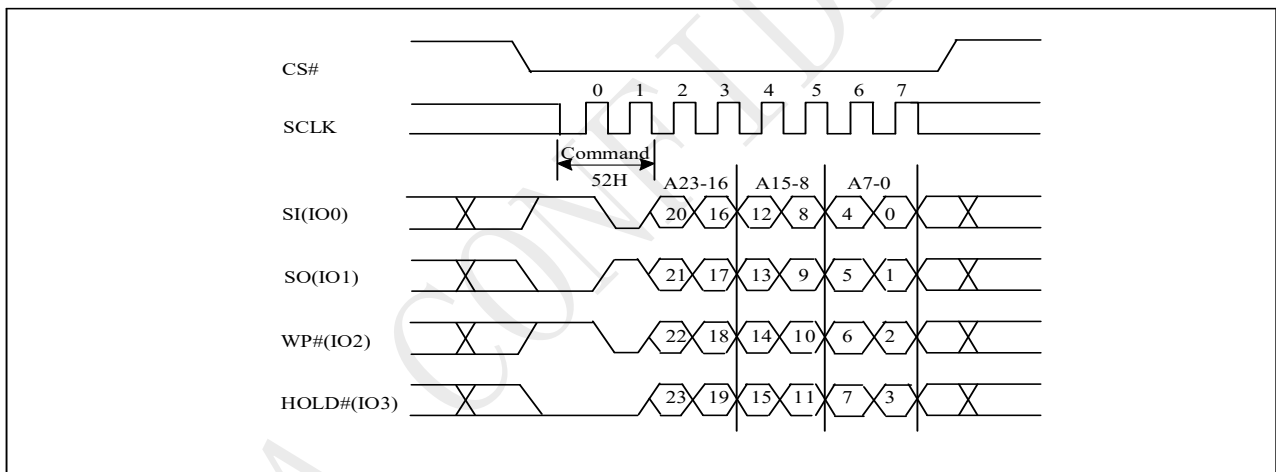 CS#
0 1 2 3 4 5 6 7
SCLK
Command
52H
A23-16 A15-8 A7-0
SI(IO0) 20 16 12 8 4 0
SO(IO1) 21 17 13 9 5 1
WP#(IO2) 22 18 14 10 6 2
HOLD#(IO3) 23 19 15 11 7 3